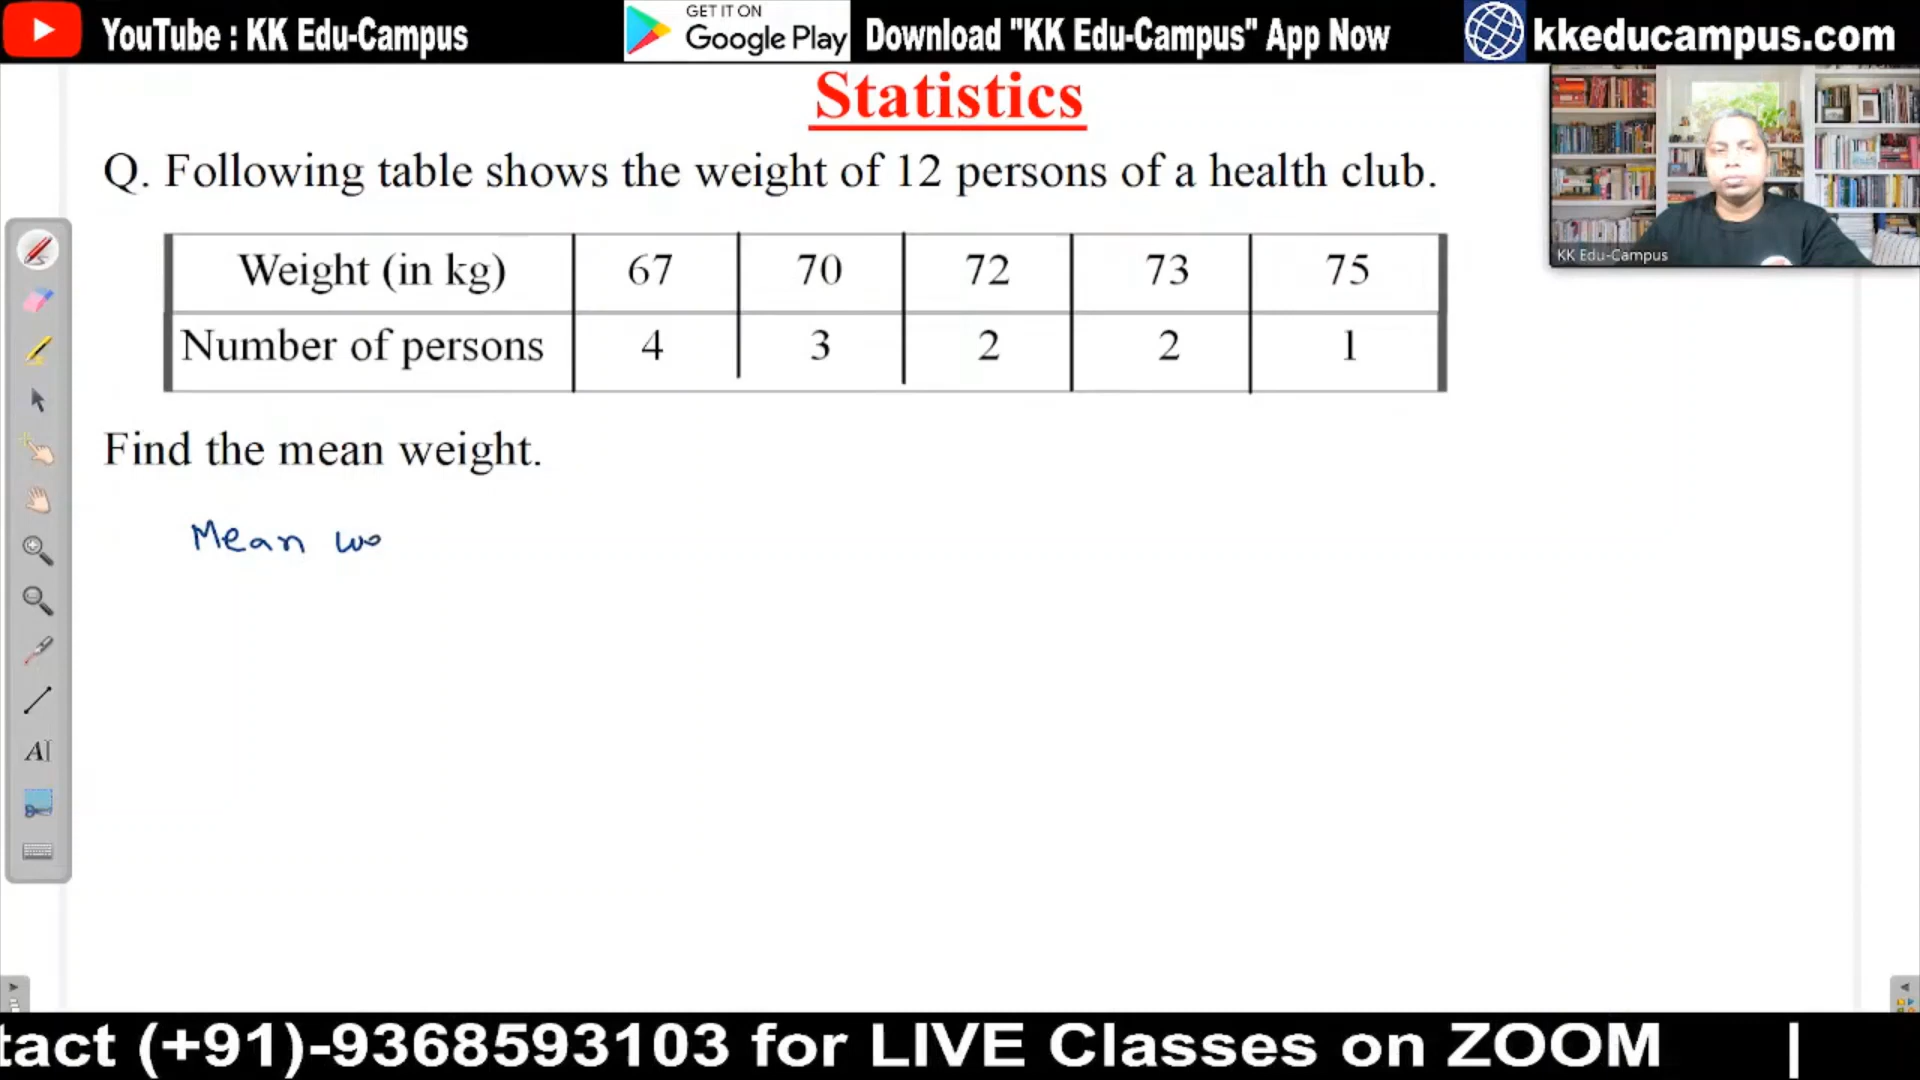 YouTube : KK Edu-Campus
GET IT ON
Google Play
Download "KK Edu-Campus" App Now
kkeducampus.com
Statistics
KK Edu-Campus
Q. Following table shows the weight of 12 persons of a health club.
Weight (in kg) 67 70 72 73 75
Number of persons 4 3 2 2 1
Find the mean weight.
Mean
AI
tact (+91)-9368593103 for LIVE Classes on ZOOM |